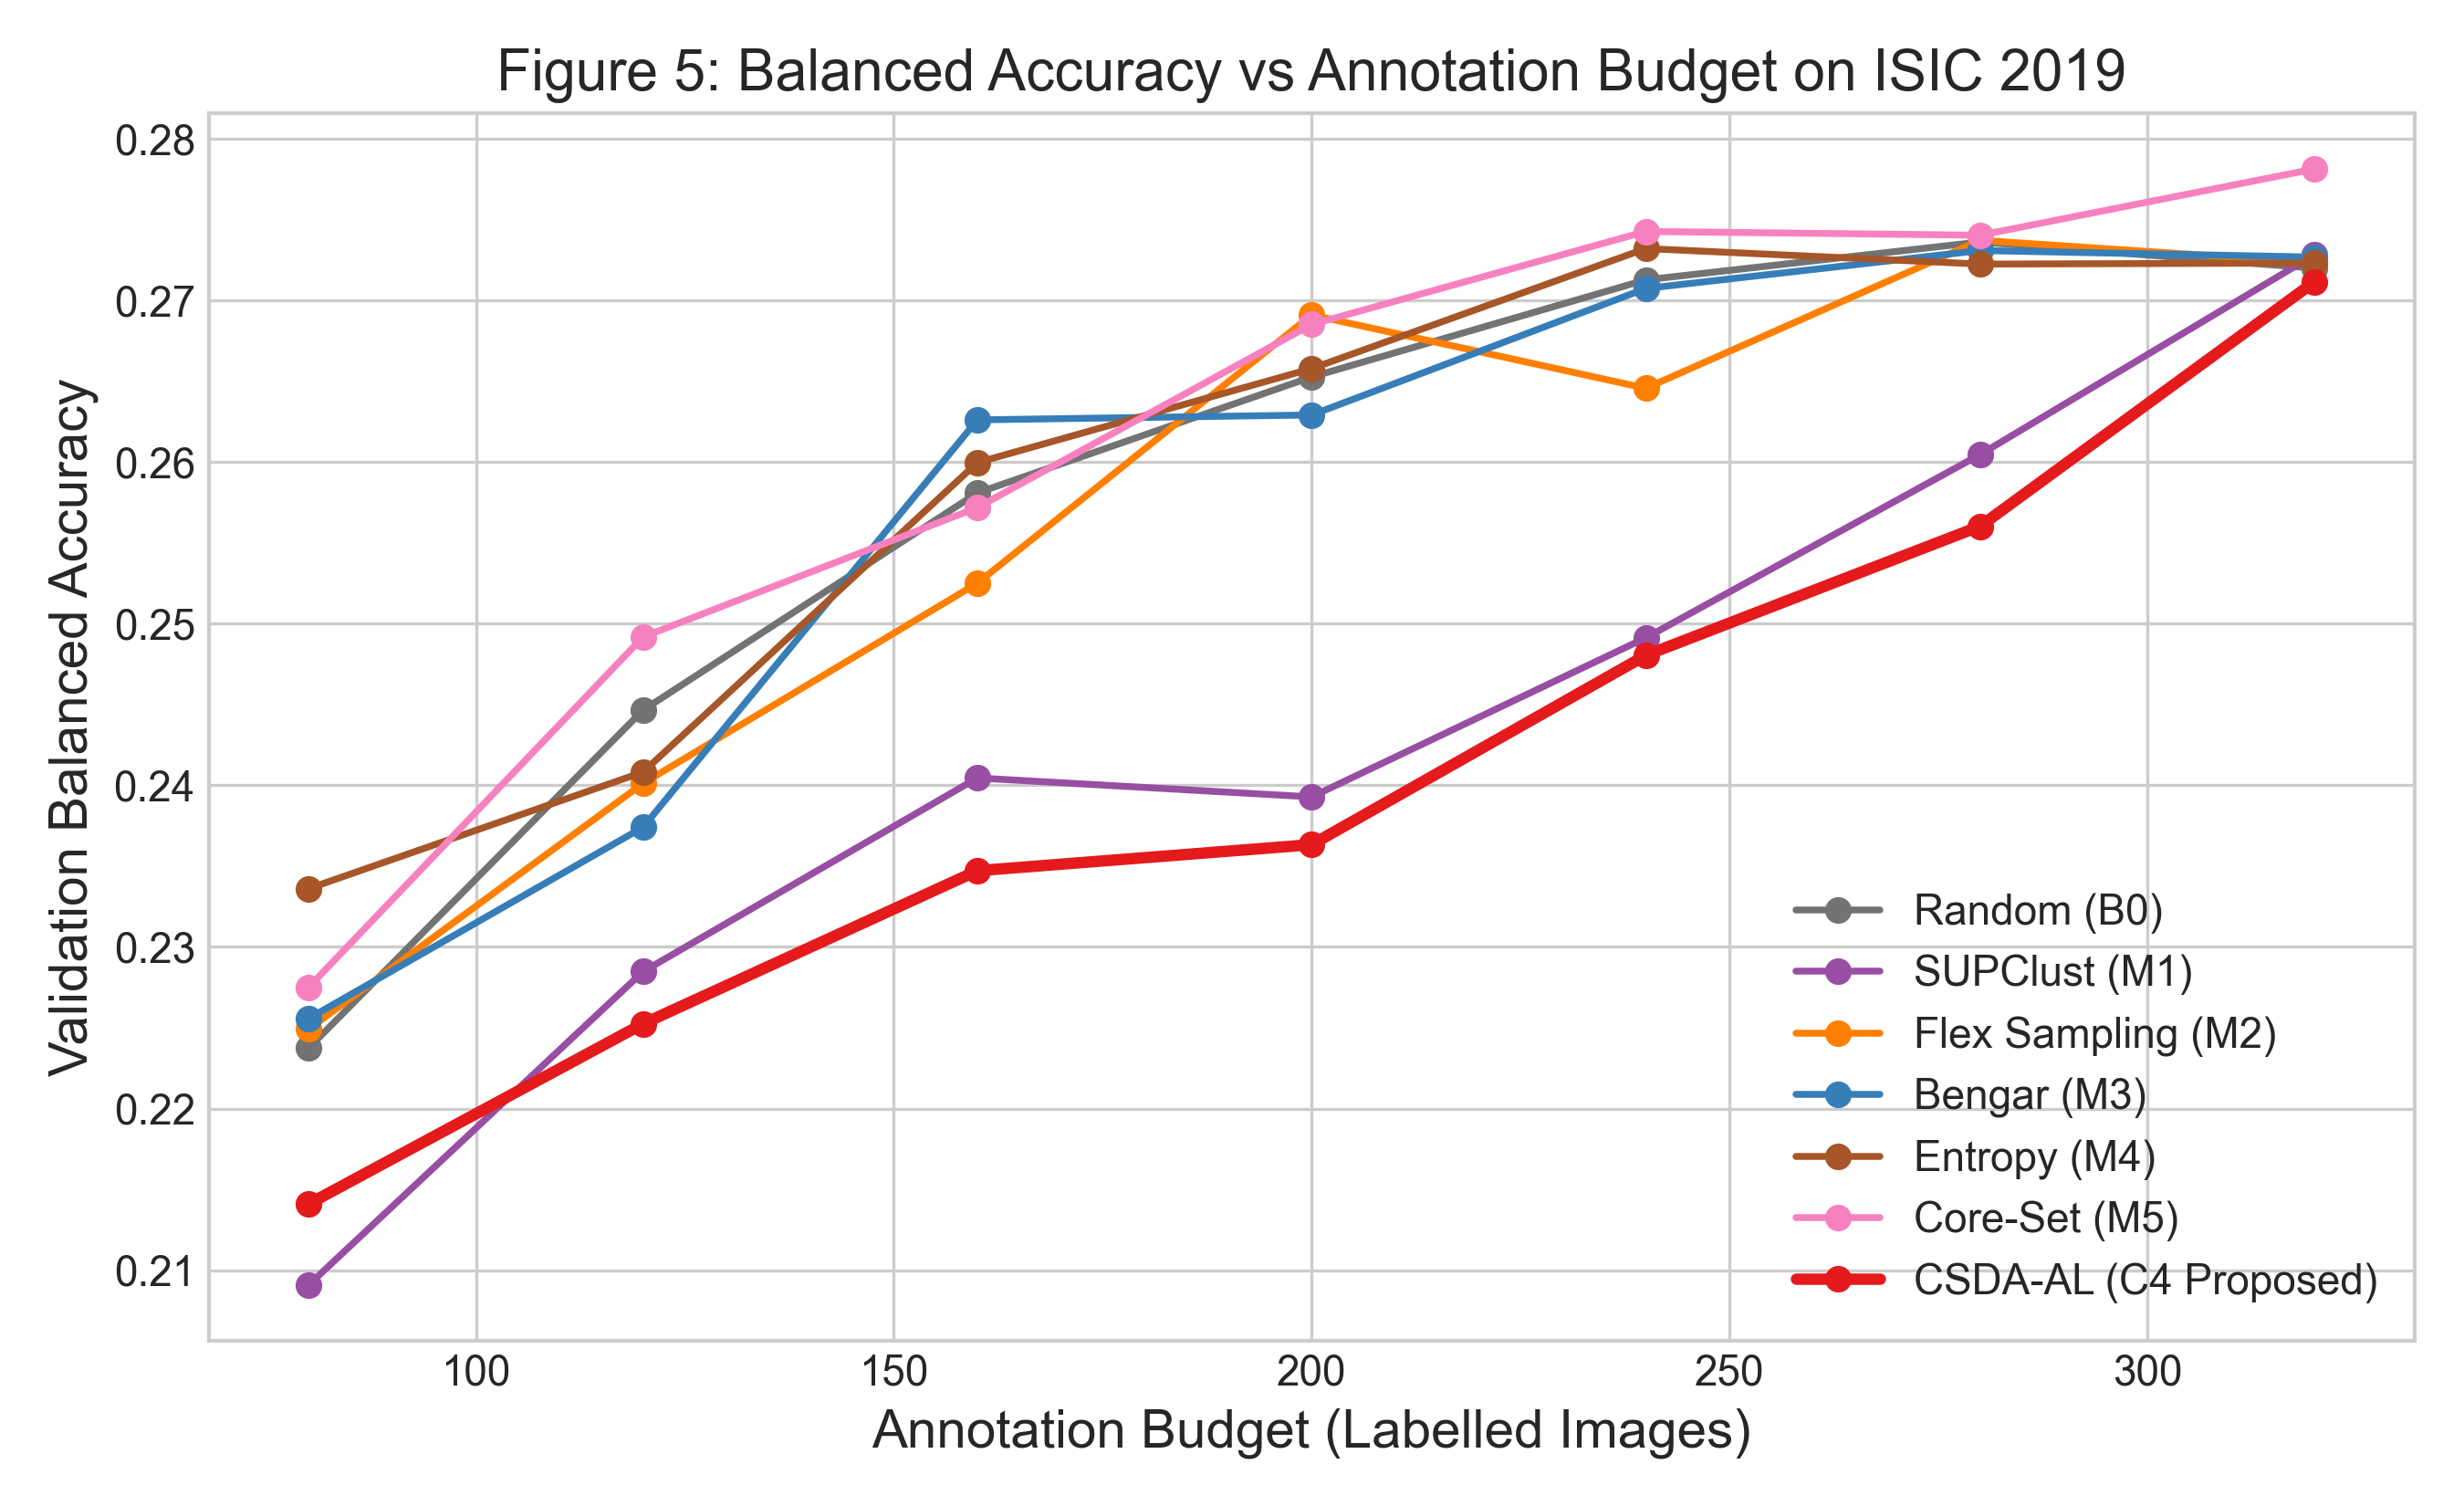 Figure 5: Balanced Accuracy vs Annotation Budget on ISIC 2019
Validation Balanced Accuracy
0.28
0.27
0.26
0.25
0.24
0.23
0.22
0.21
Random (B0)
SUPClust (M1)
Flex Sampling (M2)
Bengar (M3)
Entropy (M4)
Core-Set (M5)
CSDA-AL (C4 Proposed)
100 150 200 250 300
Annotation Budget (Labelled Images)